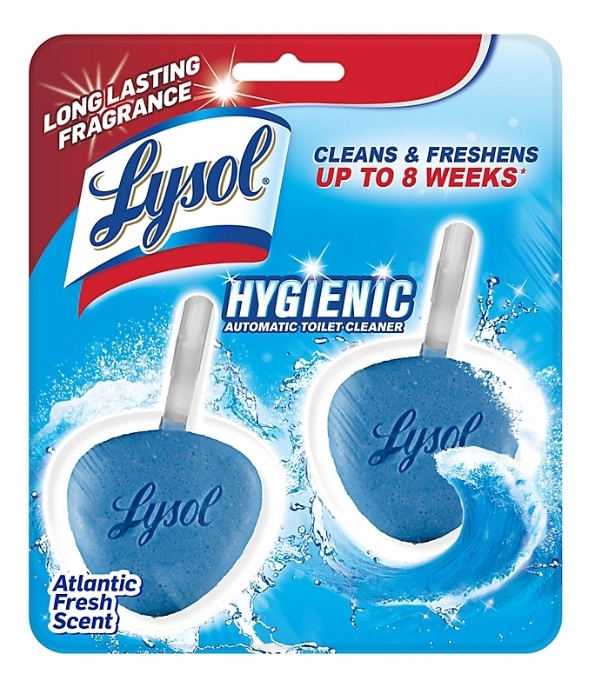 LONG LASTING
FRAGRANCE
Lysol®
CLEANS & FRESHENS
UP TO 8 WEEKS*
HYGIENIC
AUTOMATIC TOILET CLEANER
Lysol
Lysol
Atlantic
Fresh
Scent